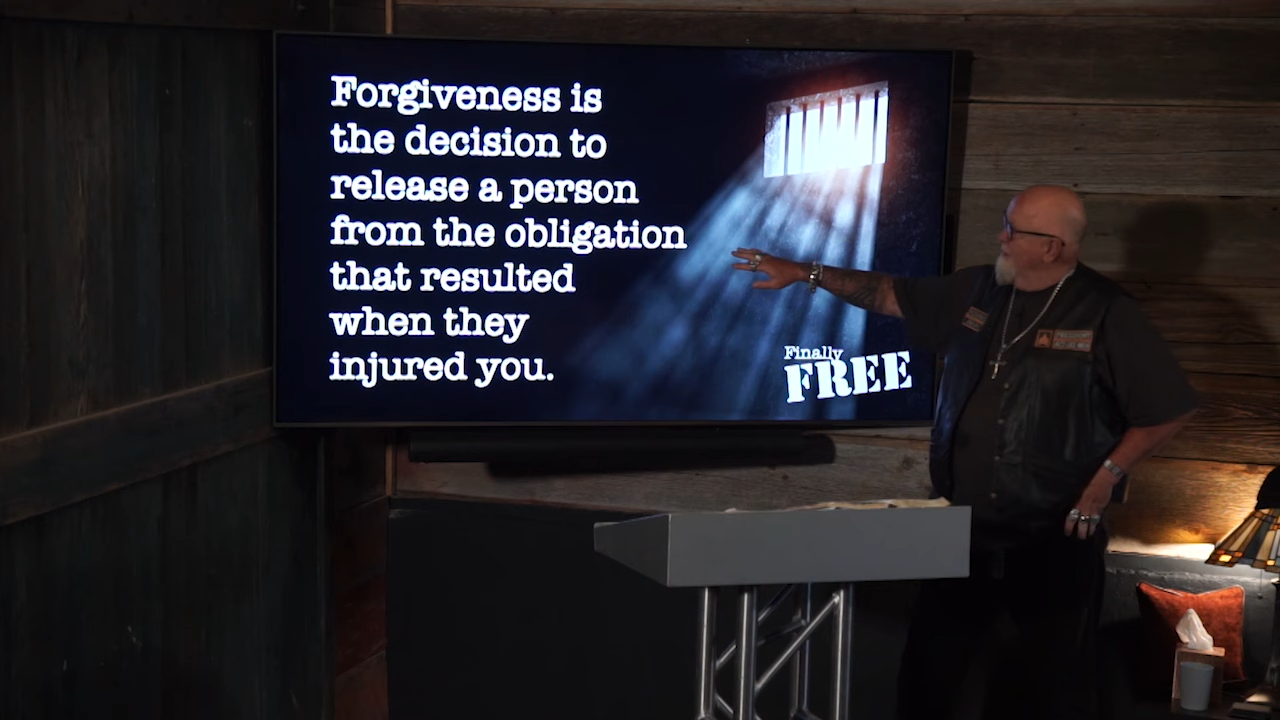 Forgiveness is
the decision to
release a person
from the obligation
that resulted
when they
injured you.
Finally
FREE